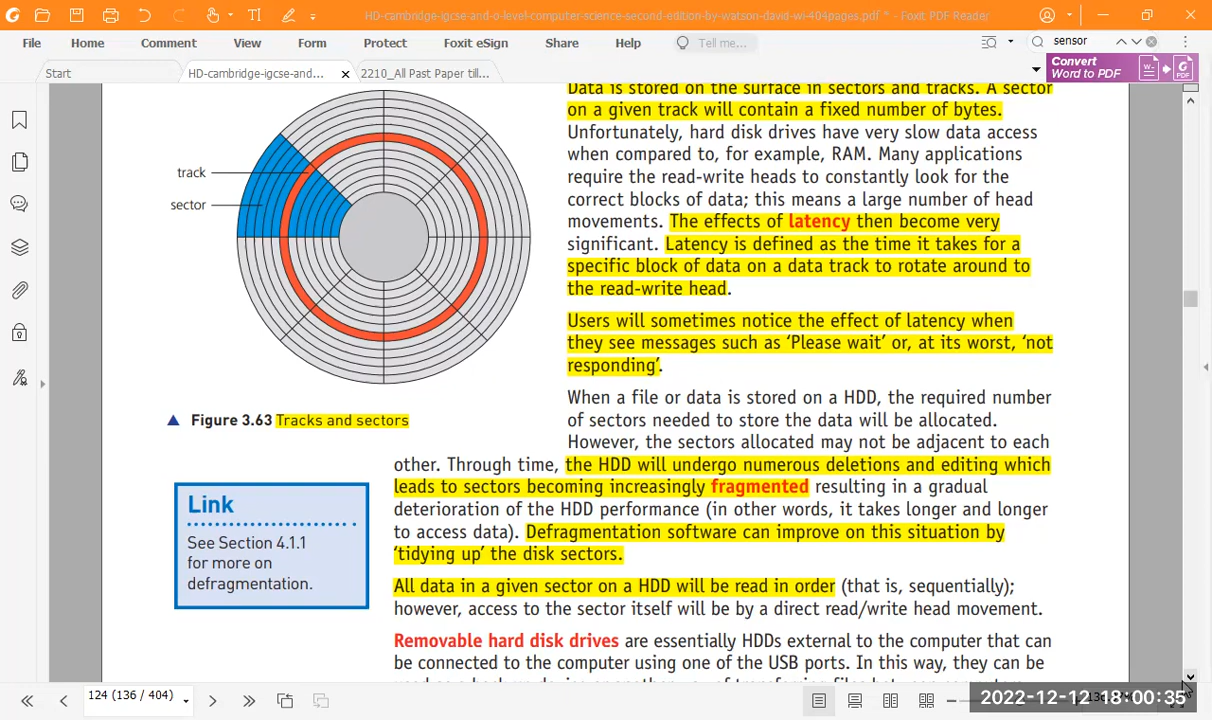 HD-cambridge-igcse-and-o-level-computer-science-second-edition-by-watson-david-wi-404pages.pdf * - Foxit PDF Reader
File Home Comment View Form Protect Foxit eSign Share Help Tell me... sensor
Start HD-cambridge-igcse-and-... 2210_All Past Paper till...
Convert
Word to PDF
Data is stored on the surface in sectors and tracks. A sector
on a given track will contain a fixed number of bytes.
Unfortunately, hard disk drives have very slow data access
when compared to, for example, RAM. Many applications
require the read-write heads to constantly look for the
correct blocks of data; this means a large number of head
movements. The effects of latency then become very
significant. Latency is defined as the time it takes for a
specific block of data on a data track to rotate around to
the read-write head.
track
sector
Users will sometimes notice the effect of latency when
they see messages such as ‘Please wait’ or, at its worst, ‘not
responding’.
When a file or data is stored on a HDD, the required number
of sectors needed to store the data will be allocated.
However, the sectors allocated may not be adjacent to each
▲ Figure 3.63 Tracks and sectors
other. Through time, the HDD will undergo numerous deletions and editing which
leads to sectors becoming increasingly fragmented resulting in a gradual
deterioration of the HDD performance (in other words, it takes longer and longer
to access data). Defragmentation software can improve on this situation by
‘tidying up’ the disk sectors.
Link
See Section 4.1.1
for more on
defragmentation.
All data in a given sector on a HDD will be read in order (that is, sequentially);
however, access to the sector itself will be by a direct read/write head movement.
Removable hard disk drives are essentially HDDs external to the computer that can
be connected to the computer using one of the USB ports. In this way, they can be
124 (136 / 404)
2022-12-12 18:00:35